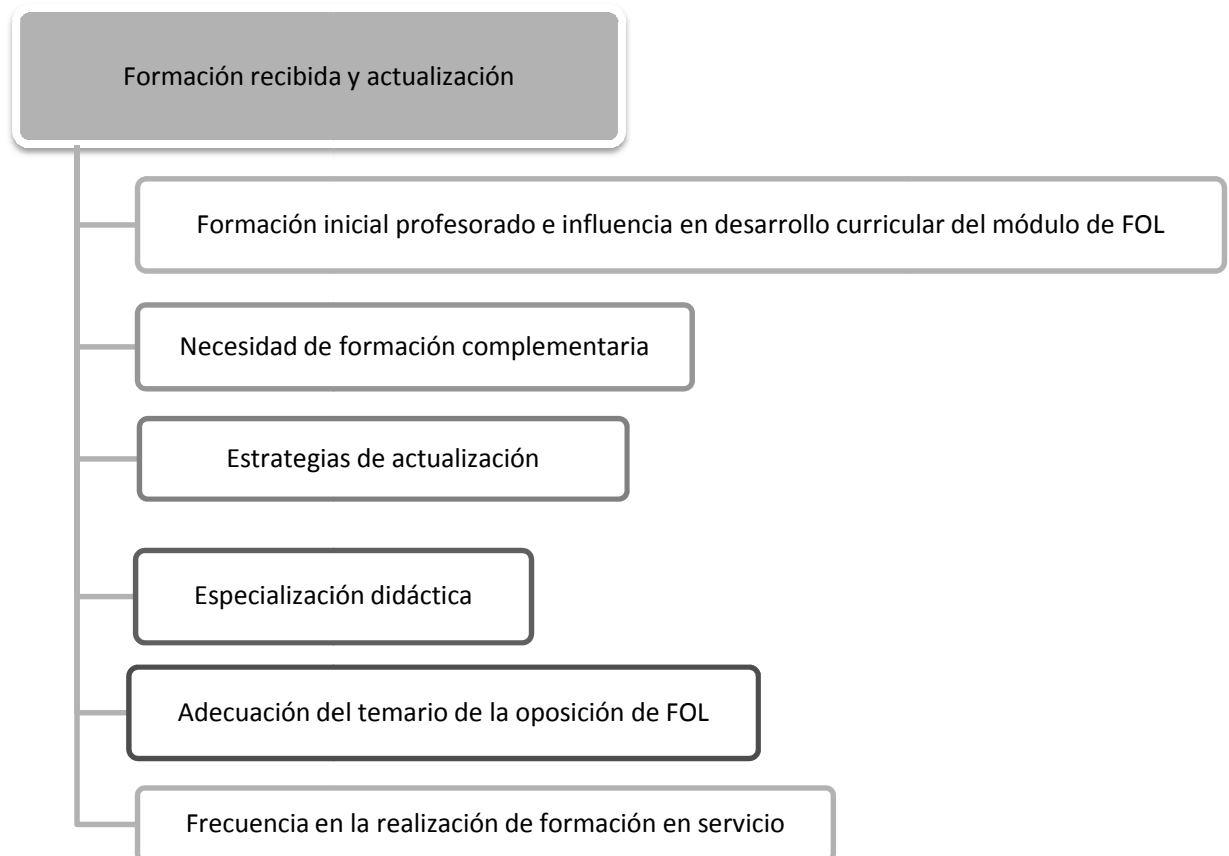 Formación recibida y actualización
Formación inicial profesorado e influencia en desarrollo curricular del módulo de FOL
Necesidad de formación complementaria
Estrategias de actualización
Especialización didáctica
Adecuación del temario de la oposición de FOL
Frecuencia en la realización de formación en servicio